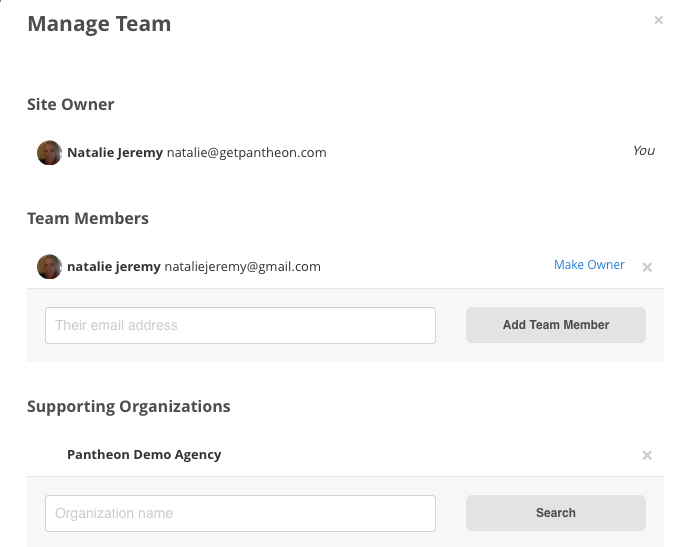 Manage Team ×
Site Owner
Natalie Jeremy natalie@getpantheon.com You
Team Members
natalie jeremy nataliejeremy@gmail.com Make Owner ×
Their email address Add Team Member
Supporting Organizations
Pantheon Demo Agency ×
Organization name Search